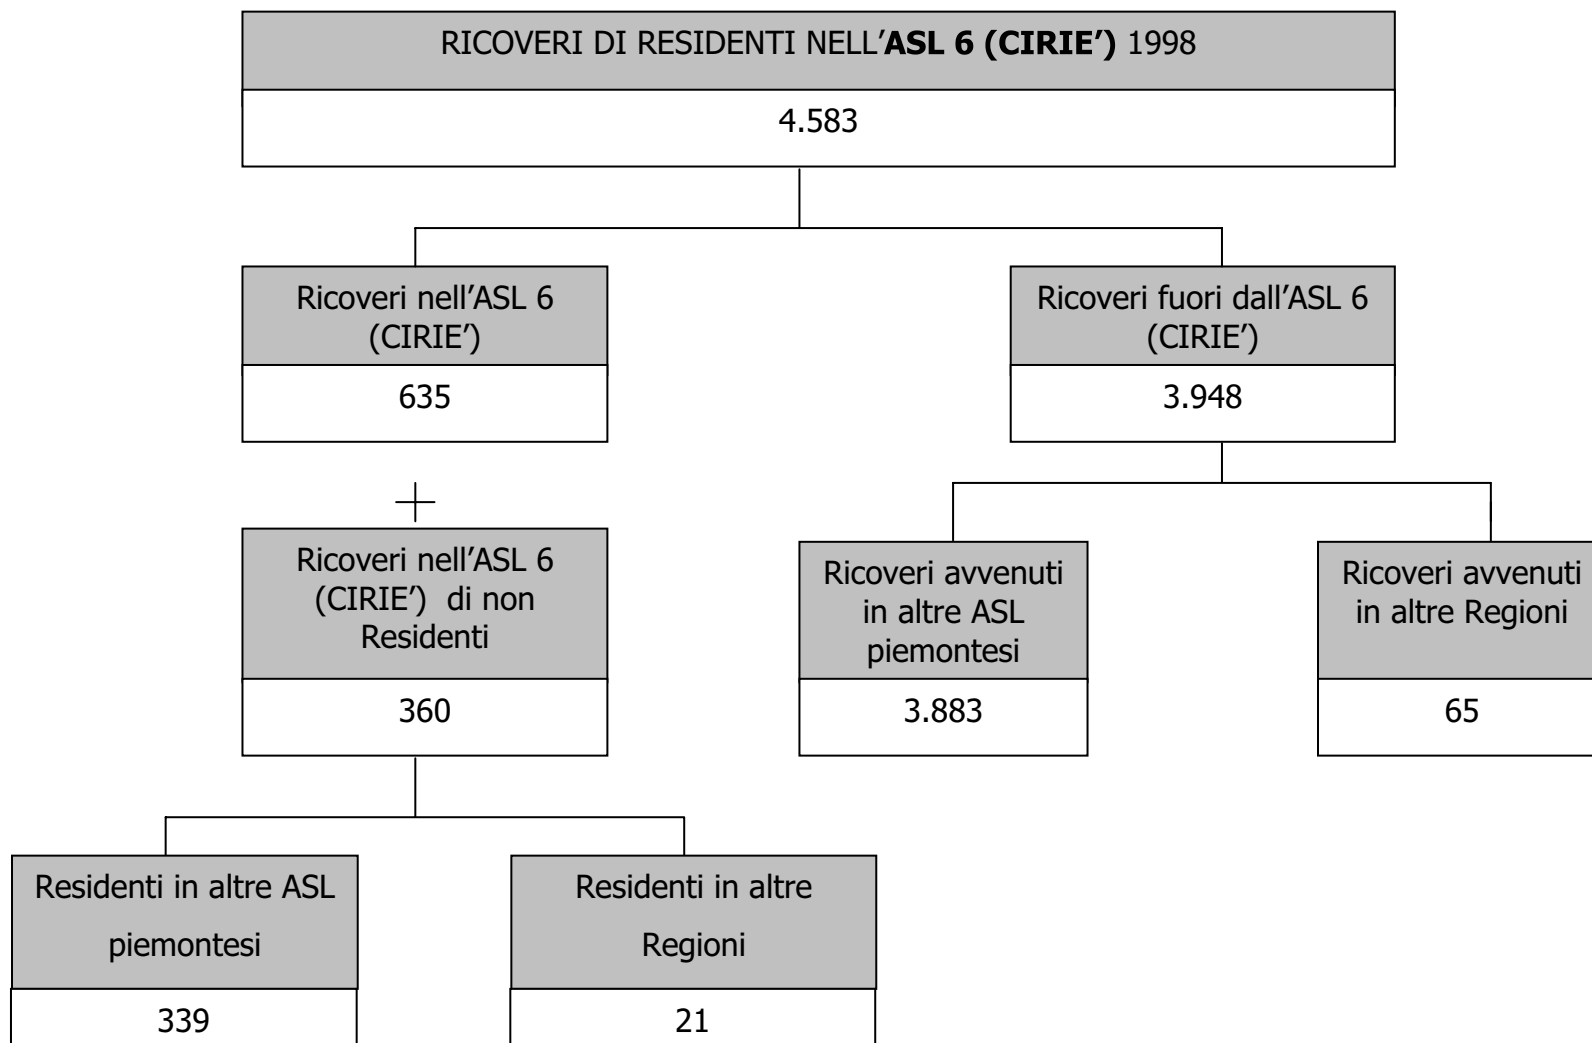 RICOVERI DI RESIDENTI NELL’ASL 6 (CIRIE’) 1998
4.583
Ricoveri nell’ASL 6
(CIRIE’)
635
Ricoveri fuori dall’ASL 6
(CIRIE’)
3.948
Ricoveri nell’ASL 6
(CIRIE’) di non
Residenti
360
Ricoveri avvenuti
in altre ASL
piemontesi
3.883
Ricoveri avvenuti
in altre Regioni
65
Residenti in altre ASL
piemontesi
339
Residenti in altre
Regioni
21